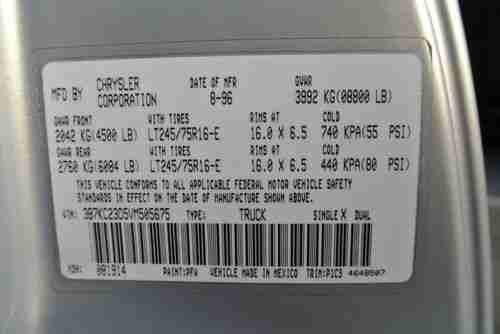 MFD BY CHRYSLER CORPORATION DATE OF MFR 8-96 GVWR 3992 KG(08800 LB)
GAWR FRONT WITH TIRES RIMS AT COLD
2042 KG(4500 LB) LT245/75R16-E 16.0 X 6.5 740 KPA(55 PSI)
GAWR REAR WITH TIRES RIMS AT COLD
2760 KG(6084 LB) LT245/75R16-E 16.0 X 6.5 440 KPA(80 PSI)
THIS VEHICLE CONFORMS TO ALL APPLICABLE FEDERAL MOTOR VEHICLE SAFETY
STANDARDS IN EFFECT ON THE DATE OF MANUFACTURE SHOWN ABOVE
VIN: 3B7KC23D5VM505675 TYPE: TRUCK SINGLE X DUAL
MDH: 081914 PAINT:PFA VEHICLE MADE IN MEXICO TRIM:P1C3 4648507